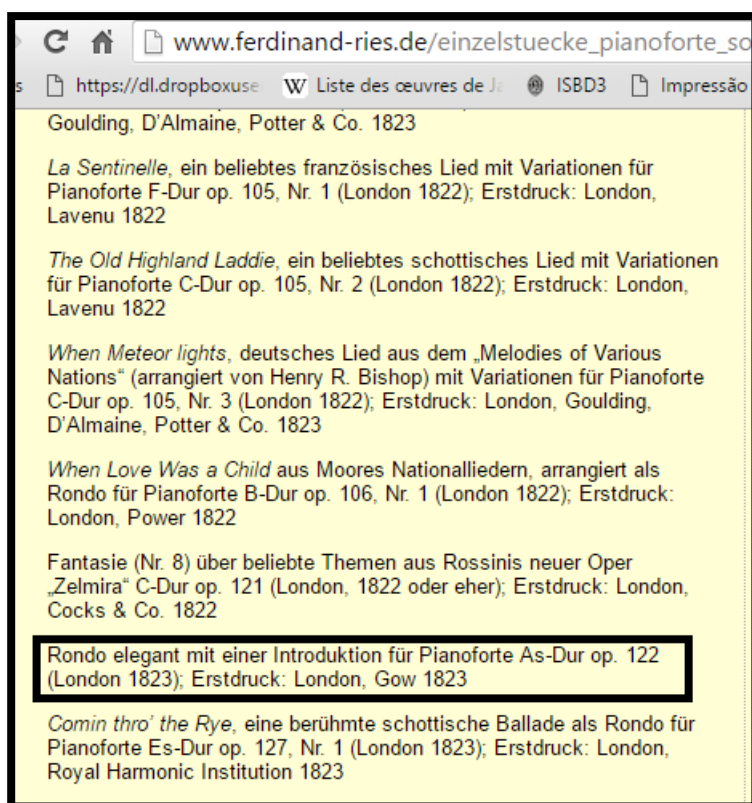 www.ferdinand-ries.de/einzelstuecke_pianoforte_so
s https://dl.dropboxuse W Liste des œuvres de Ja ISBD3 Impressão
Goulding, D'Almaine, Potter & Co. 1823
La Sentinelle, ein beliebtes französisches Lied mit Variationen für
Pianoforte F-Dur op. 105, Nr. 1 (London 1822); Erstdruck: London,
Lavenu 1822
The Old Highland Laddie, ein beliebtes schottisches Lied mit Variationen
für Pianoforte C-Dur op. 105, Nr. 2 (London 1822); Erstdruck: London,
Lavenu 1822
When Meteor lights, deutsches Lied aus dem „Melodies of Various
Nations“ (arrangiert von Henry R. Bishop) mit Variationen für Pianoforte
C-Dur op. 105, Nr. 3 (London 1822); Erstdruck: London, Goulding,
D'Almaine, Potter & Co. 1823
When Love Was a Child aus Moores Nationalliedern, arrangiert als
Rondo für Pianoforte B-Dur op. 106, Nr. 1 (London 1822); Erstdruck:
London, Power 1822
Fantasie (Nr. 8) über beliebte Themen aus Rossinis neuer Oper
„Zelmira“ C-Dur op. 121 (London, 1822 oder eher); Erstdruck: London,
Cocks & Co. 1822
Rondo elegant mit einer Introduktion für Pianoforte As-Dur op. 122
(London 1823); Erstdruck: London, Gow 1823
Comin thro' the Rye, eine berühmte schottische Ballade als Rondo für
Pianoforte Es-Dur op. 127, Nr. 1 (London 1823); Erstdruck: London,
Royal Harmonic Institution 1823